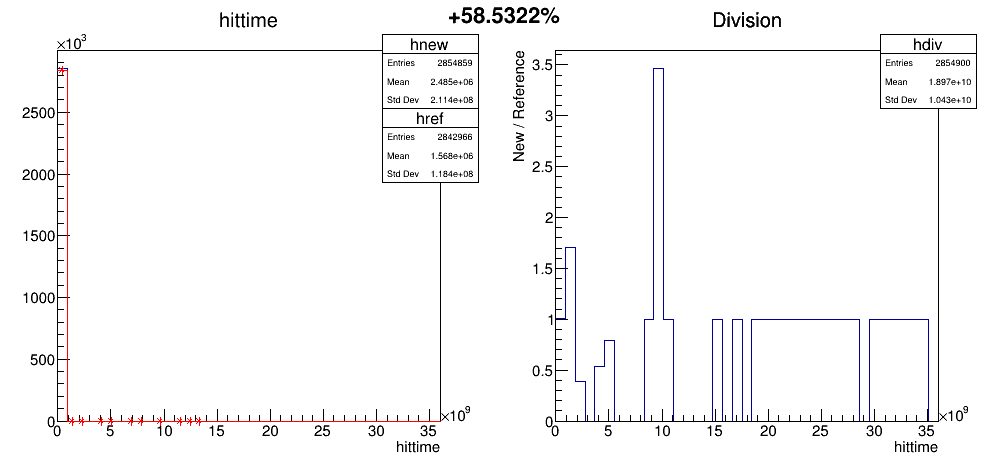 +58.5322%
hittime
×10³
hnew
Entries 2854859
Mean 2.485e+06
Std Dev 2.114e+08
href
Entries 2842966
Mean 1.568e+06
Std Dev 1.184e+08
2500
2000
1500
1000
500
0
0 5 10 15 20 25 30 35
×10⁹
hittime
Division
hdiv
Entries 2854900
Mean 1.897e+10
Std Dev 1.043e+10
New / Reference
3.5
3
2.5
2
1.5
1
0.5
0
0 5 10 15 20 25 30 35
×10⁹
hittime